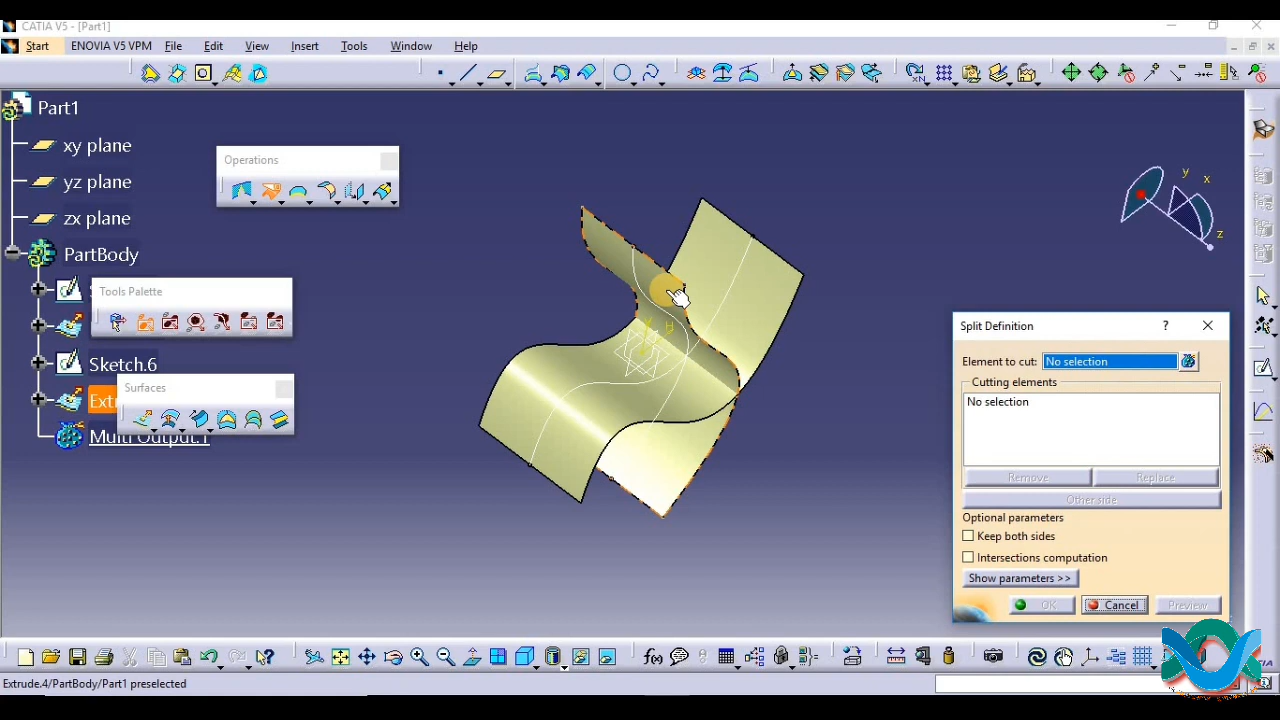 CATIA V5 - [Part1]
Start ENOVIA V5 VPM File Edit View Insert Tools Window Help
Part1
xy plane
yz plane
zx plane
PartBody
Operations
Tools Palette
Sketch.6
Surfaces
Multi Output.1
H
y
x
z
Split Definition
?
Element to cut: No selection
Cutting elements
No selection
Remove Replace
Other side
Optional parameters
Keep both sides
Intersections computation
Show parameters >>
OK Cancel Preview
Extrude.4/PartBody/Part1 preselected